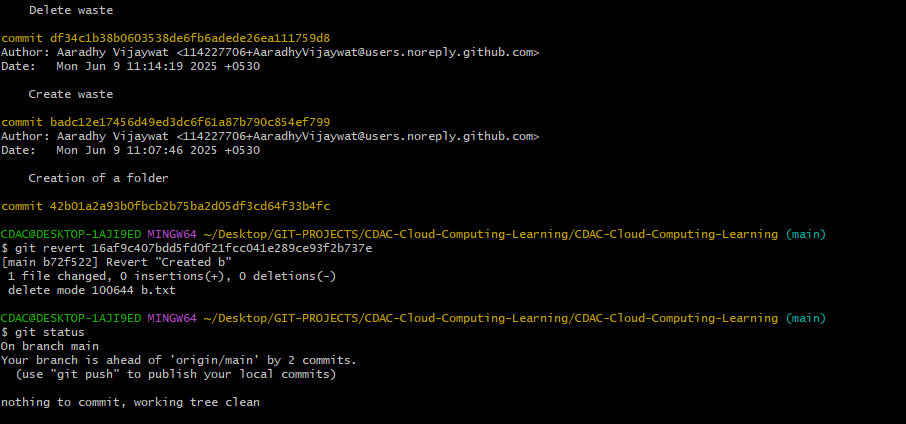 Delete waste
commit df34c1b38b0603538de6fb6adede26ea111759d8
Author: Aaradhy Vijaywat <114227706+AaradhyVijaywat@users.noreply.github.com>
Date:   Mon Jun 9 11:14:19 2025 +0530
Create waste
commit badc12e17456d49ed3dc6f61a87b790c854ef799
Author: Aaradhy Vijaywat <114227706+AaradhyVijaywat@users.noreply.github.com>
Date:   Mon Jun 9 11:07:46 2025 +0530
Creation of a folder
commit 42b01a2a93b0fbcb2b75ba2d05df3cd64f33b4fc
CDAC@DESKTOP-1AJI9ED MINGW64 ~/Desktop/GIT-PROJECTS/CDAC-Cloud-Computing-Learning/CDAC-Cloud-Computing-Learning (main)
$ git revert 16af9c407bdd5fd0f21fcc041e289ce93f2b737e
[main b72f522] Revert "Created b"
1 file changed, 0 insertions(+), 0 deletions(-)
delete mode 100644 b.txt
CDAC@DESKTOP-1AJI9ED MINGW64 ~/Desktop/GIT-PROJECTS/CDAC-Cloud-Computing-Learning/CDAC-Cloud-Computing-Learning (main)
$ git status
On branch main
Your branch is ahead of 'origin/main' by 2 commits.
(use "git push" to publish your local commits)
nothing to commit, working tree clean